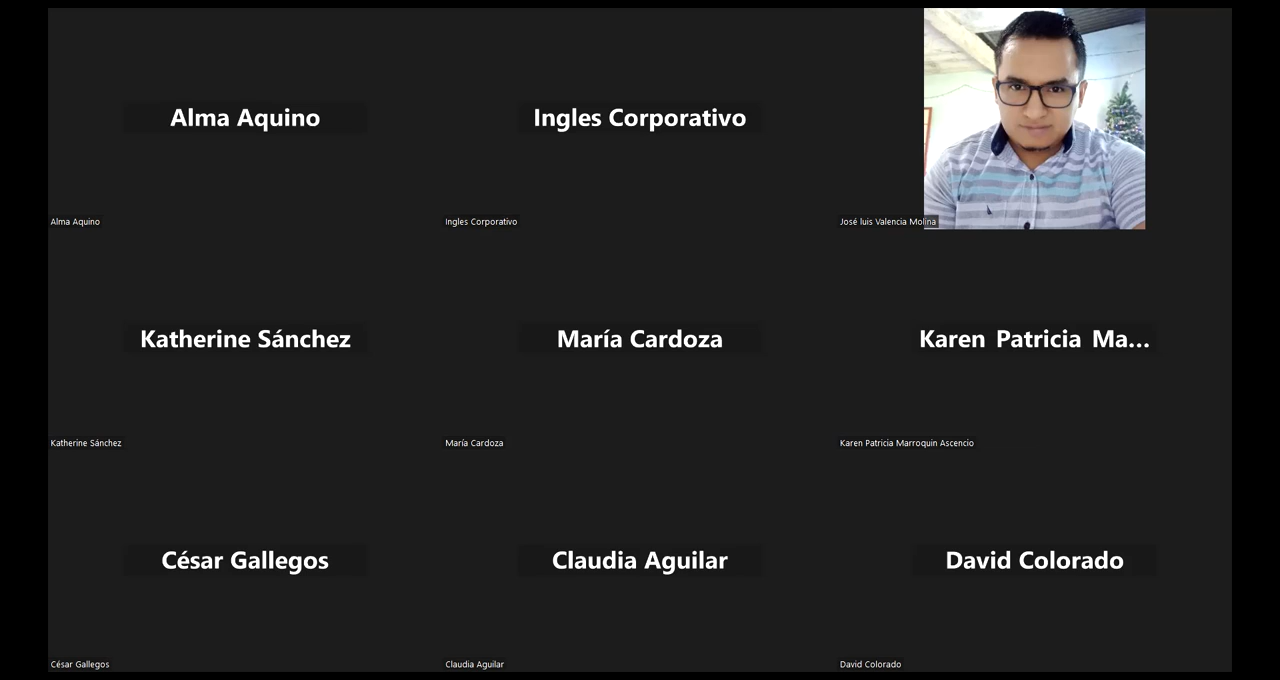 Alma Aquino
Ingles Corporativo
Alma Aquino
Ingles Corporativo
José luis Valencia Molina
Katherine Sánchez
María Cardoza
Karen Patricia Ma...
Katherine Sánchez
María Cardoza
Karen Patricia Marroquin Ascencio
César Gallegos
Claudia Aguilar
David Colorado
César Gallegos
Claudia Aguilar
David Colorado